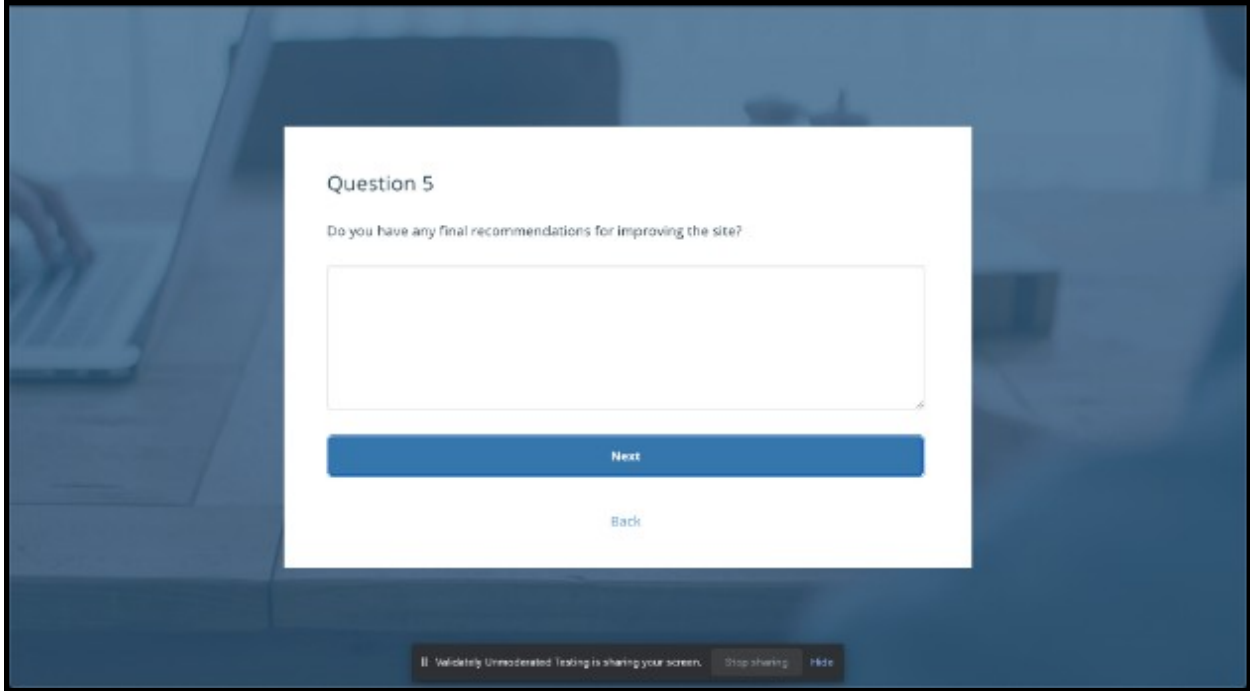 Question 5
Do you have any final recommendations for improving the site?
Next
Back
Validately Unmoderated Testing is sharing your screen. Stop sharing Hide